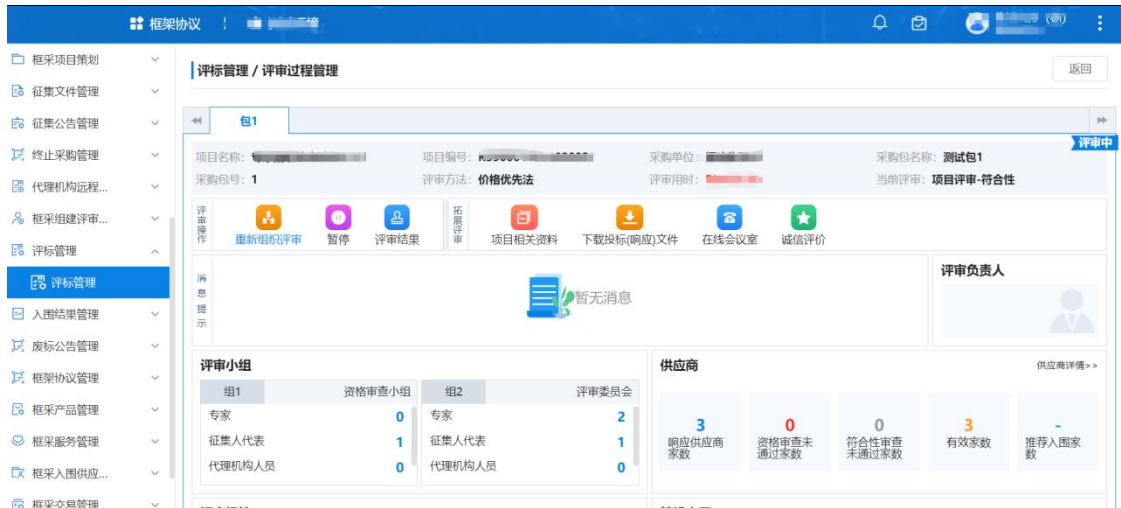 框架协议
框采项目策划
征集文件管理
征集公告管理
终止采购管理
代理机构远程...
框采组建评审...
评标管理
评标管理
入围结果管理
废标公告管理
框架协议管理
框采产品管理
框采服务管理
框采入围供应...
框采交易管理
评标管理 / 评审过程管理
返回
包1
评审中
项目名称:
项目编号:
采购单位:
采购包名称: 测试包1
采购包号: 1
评审方法: 价格优先法
评审用时:
当前评审: 项目评审-符合性
评审操作
重新组织评审
暂停
评审结果
拓展评审
项目相关资料
下载投标(响应)文件
在线会议室
诚信评价
消息提示
暂无消息
评审负责人
评审小组
组1 资格审查小组
专家 0
征集人代表 1
代理机构人员 0
组2 评审委员会
专家 2
征集人代表 1
代理机构人员 0
供应商
供应商详情>>
3
响应供应商
家数
0
资格审查未
通过家数
0
符合性审查
未通过家数
3
有效家数
-
推荐入围家
数